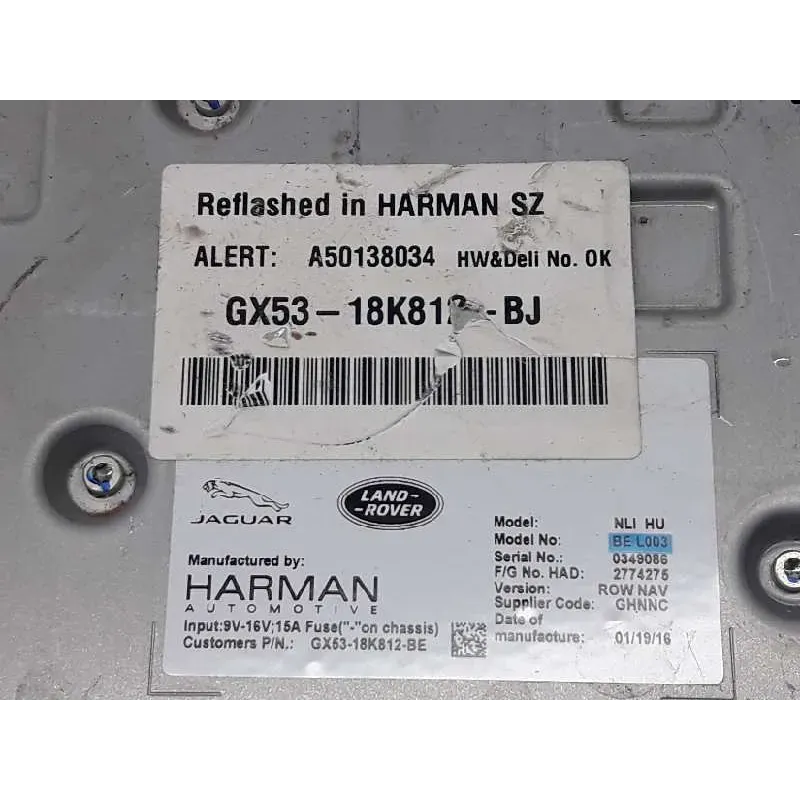 Reflashed in HARMAN SZ
ALERT: A50138034 HW&Deli No. OK
GX53-18K812-BJ
JAGUAR
LAND-
-ROVER
Manufactured by:
HARMAN
AUTOMOTIVE
Input:9V-16V;15A Fuse("-"on chassis)
Customers P/N.: GX53-18K812-BE
Model: NLI HU
Model No: BE L003
Serial No.: 0349086
F/G No. HAD: 2774275
Version: ROW NAV
Supplier Code: GHNNC
Date of
manufacture: 01/19/16